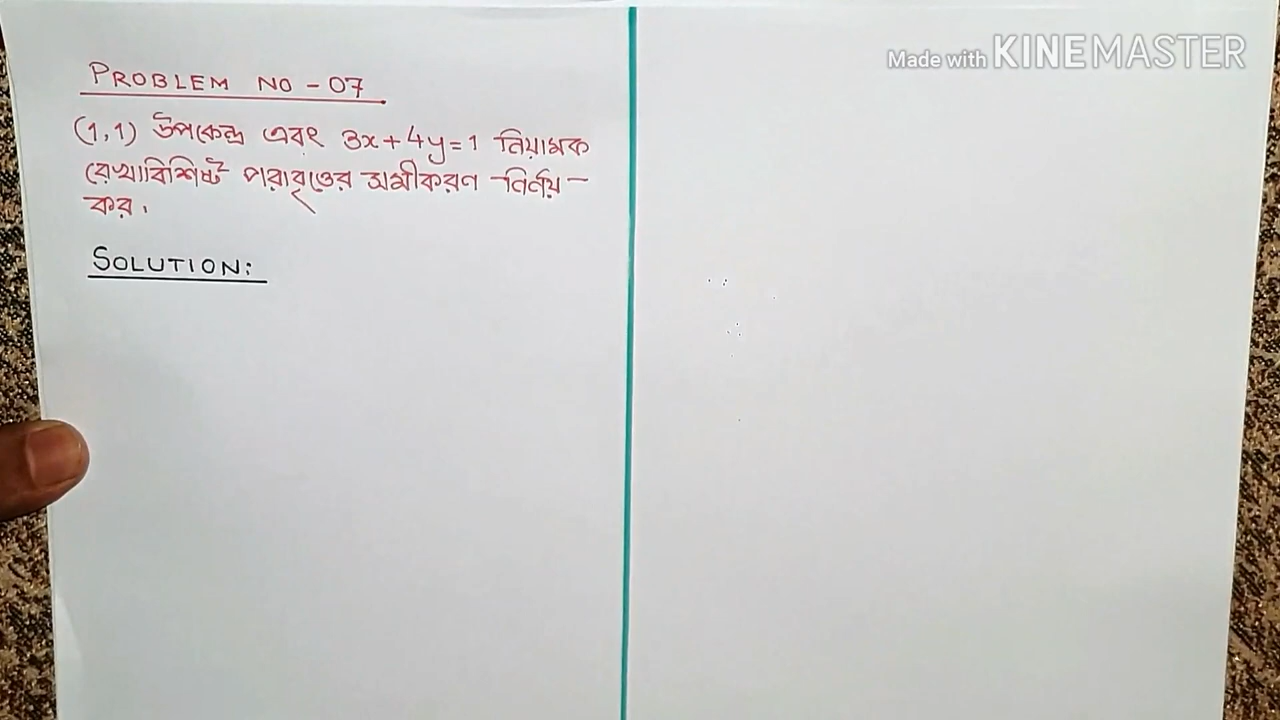 Made with KINEMASTER
PROBLEM NO - 07
(1,1) উপকেন্দ্র এবং 3x+4y=1 নিয়ামক
রেখাবিশিষ্ট পরাবৃত্তের সমীকরণ নির্ণয়
কর।
SOLUTION: